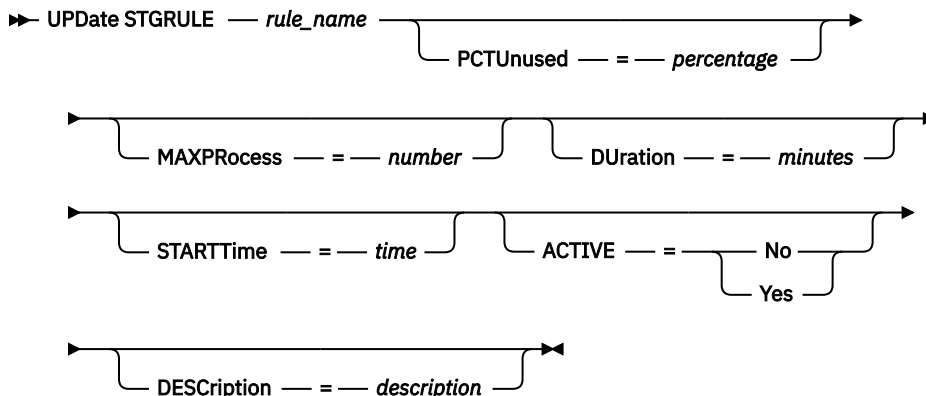 UPDate STGRULE rule_name
PCTUnused = percentage
MAXPRocess = number DUration = minutes
STARTTime = time ACTIVE = No
Yes
DESCription = description